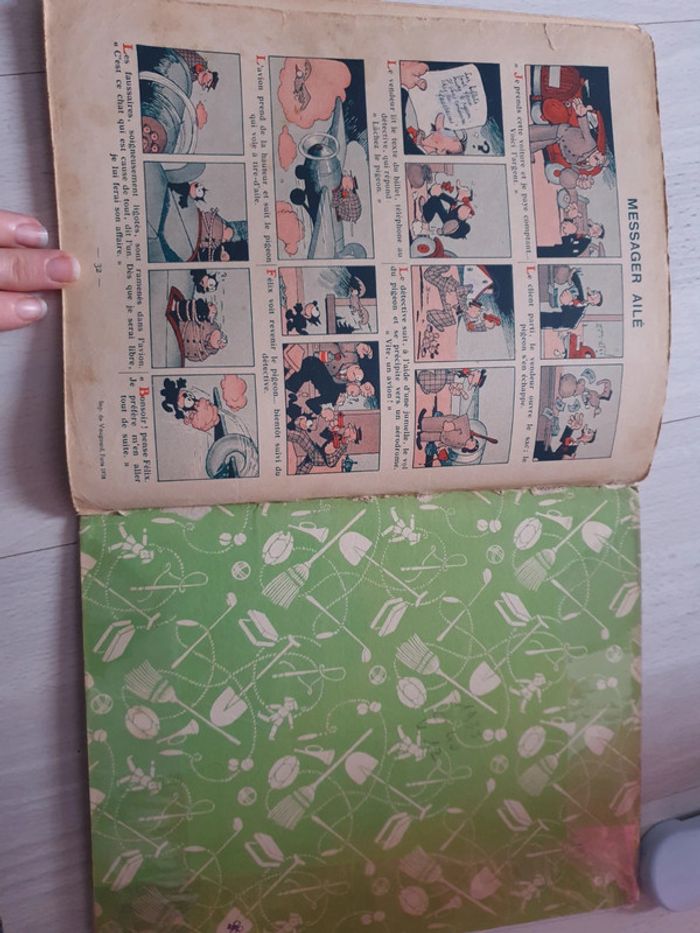 MESSAGER AILÉ
« Je prends cette voiture et je paye comptant...
Voici l'argent. »
Le client parti, le vendeur ouvre le sac ; le
pigeon s'en échappe.
Le vendeur lit le texte du billet, téléphone au
détective, qui répond :
« Lâchez le pigeon. »
Le détective suit, à l'aide d'une jumelle, le vol
du pigeon et se précipite vers un aérodrome.
« Vite, un avion ! »
L'avion prend de la hauteur et suit le pigeon
qui vole à tire-d'aile.
Félix voit revenir le pigeon... bientôt suivi du
détective.
Les faussaires, soigneusement ligotés, sont ramenés dans l'avion.
« C'est ce chat qui est cause de tout, dit l'un. Dès que je serai libre,
je lui ferai son affaire. »
« Bonsoir ! pense Félix.
Je préfère m'en aller
tout de suite. »
32 —
Imp. de Vaugirard, Paris